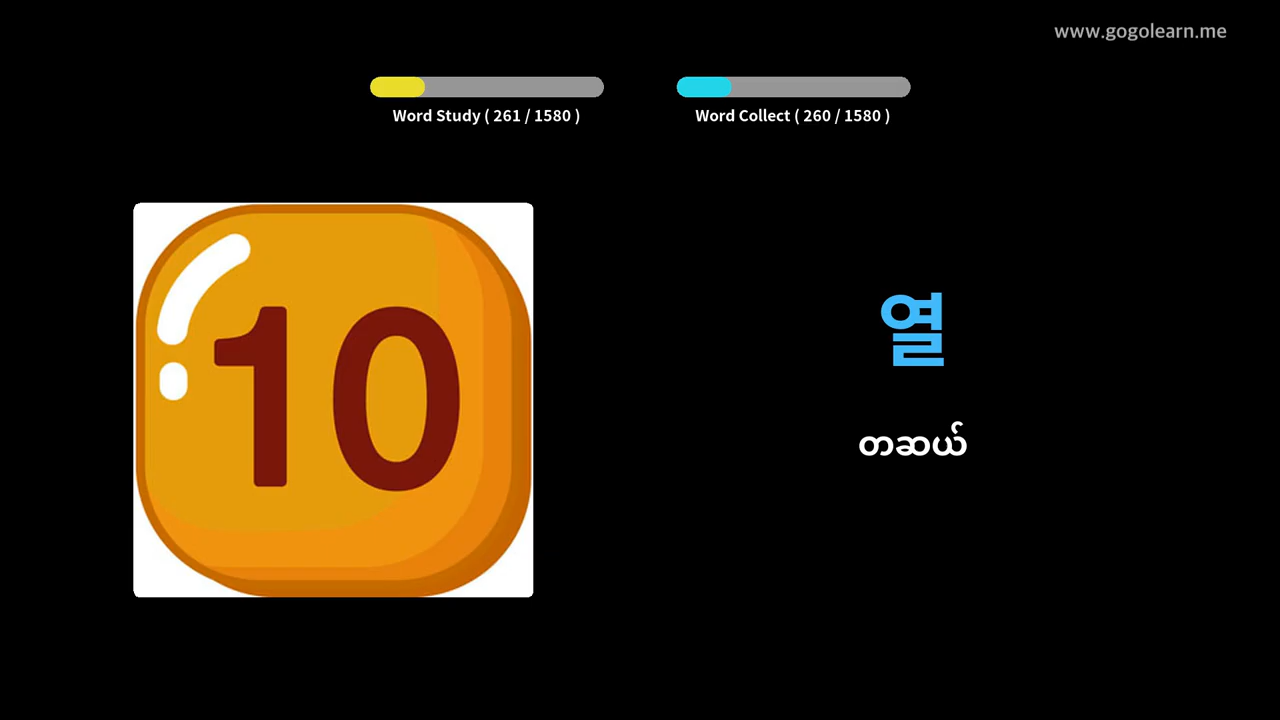 www.gogolearn.me
Word Study ( 261 / 1580 )
Word Collect ( 260 / 1580 )
10
열
တဆယ်